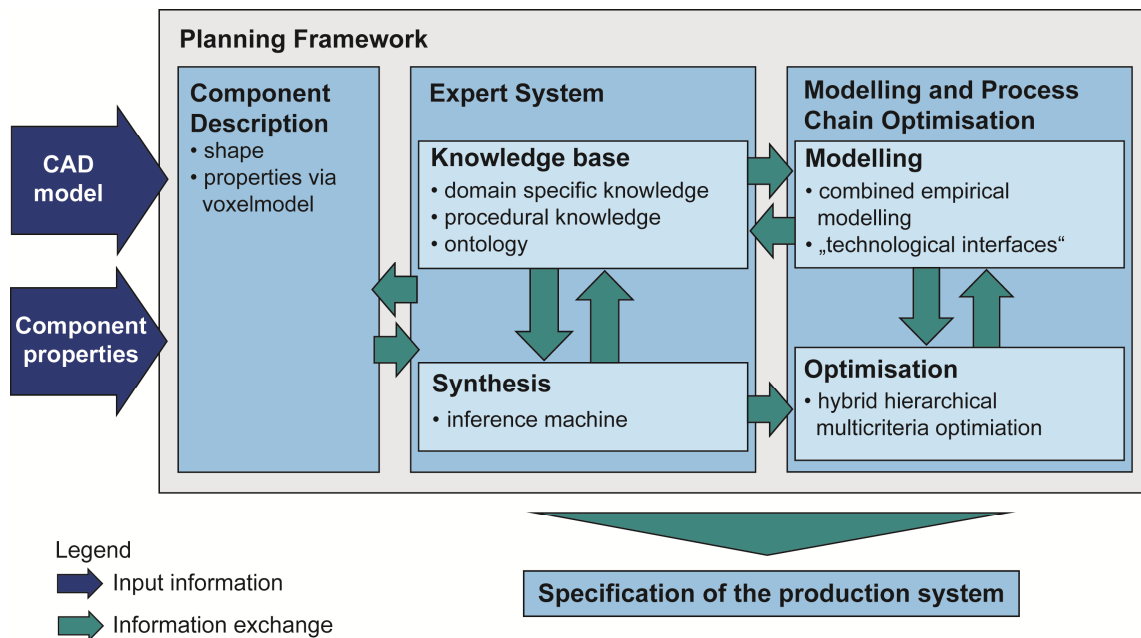 Planning Framework
CAD
model
Component
properties
Component
Description
• shape
• properties via
voxelmodel
Expert System
Knowledge base
• domain specific knowledge
• procedural knowledge
• ontology
Synthesis
• inference machine
Modelling and Process
Chain Optimisation
Modelling
• combined empirical
modelling
• „technological interfaces“
Optimisation
• hybrid hierarchical
multicriteria optimiation
Specification of the production system
Legend
Input information
Information exchange